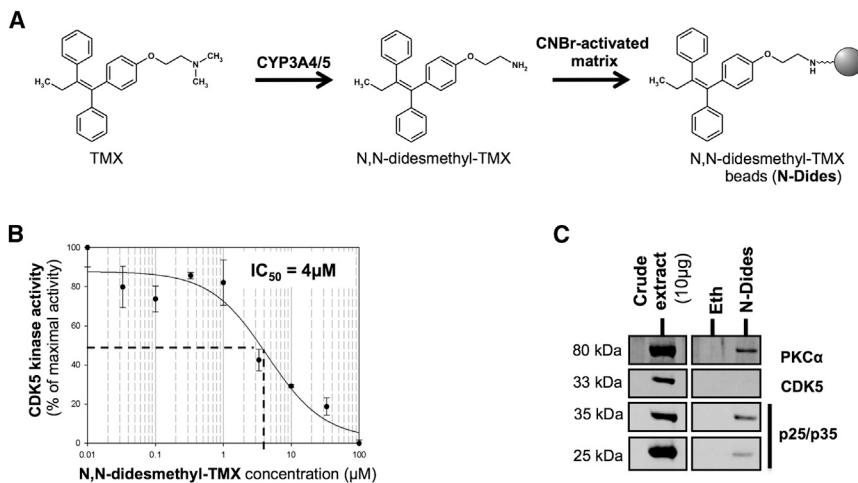 A
CYP3A4/5
CNBr-activated
matrix
H₃C
O
N
CH₃
CH₃
H₃C
O
NH₂
H₃C
O
N
H
TMX
N,N-didesmethyl-TMX
N,N-didesmethyl-TMX
beads (N-Dides)
B
CDK5 kinase activity
(% of maximal activity)
100
80
60
40
20
0
IC₅₀ = 4µM
0.01
0.1
1
10
100
N,N-didesmethyl-TMX concentration (µM)
C
Crude
extract
(10µg)
Eth
N-Dides
80 kDa
PKCα
33 kDa
CDK5
35 kDa
p25/p35
25 kDa